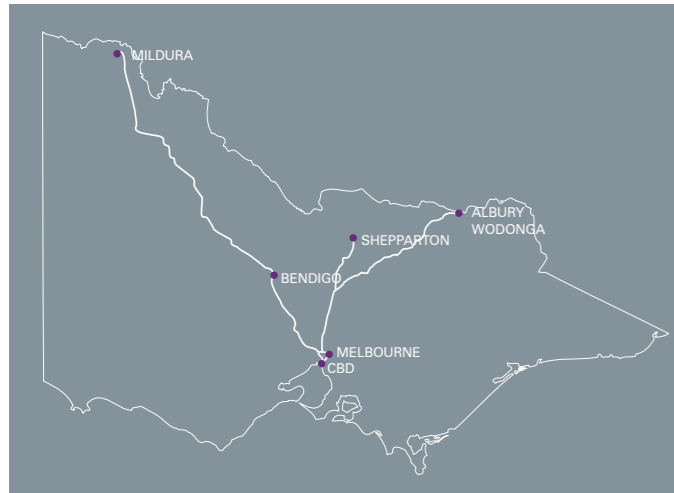 MILDURA
ALBURY
WODONGA
SHEPPARTON
BENDIGO
MELBOURNE
CBD